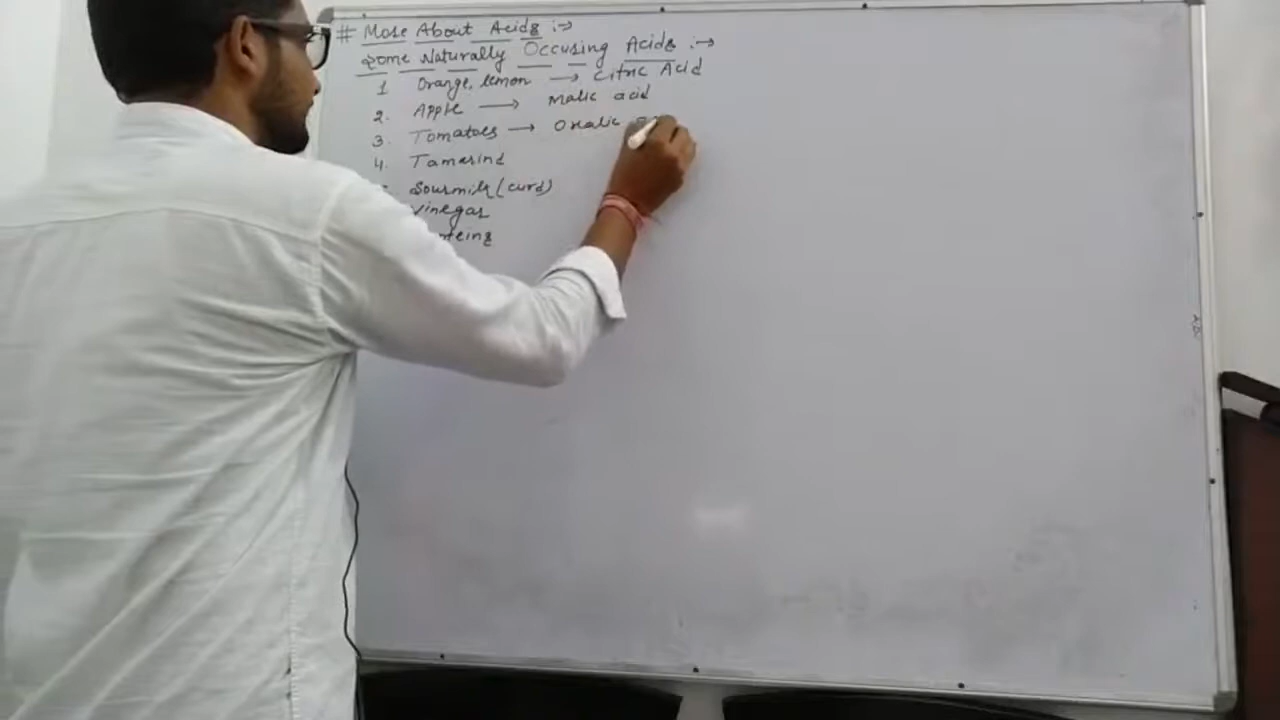 # More About Acids :→
Some Naturally Occusing Acids :→
1 Orange, lemon → Citric Acid
2. Apple → Malic acid
3. Tomatoes → Oxalic
4. Tamarind
Sourmilk (curd)
Vinegar